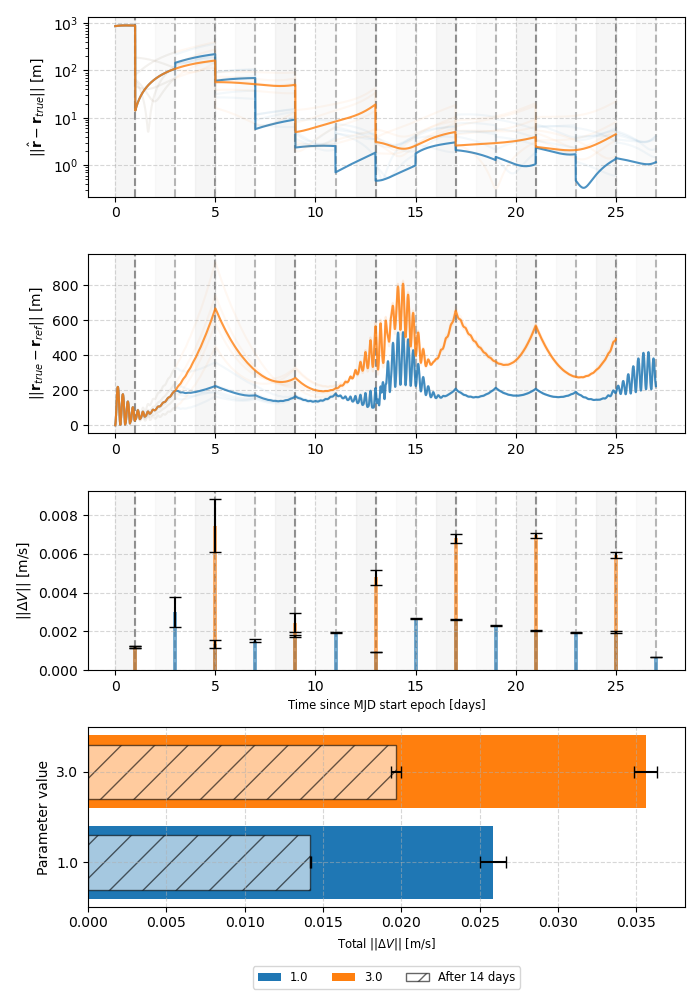 ||r̂ − r_true|| [m]
10³
10²
10¹
10⁰
0 5 10 15 20 25
||r_true − r_ref|| [m]
800
600
400
200
0
0 5 10 15 20 25
||ΔV|| [m/s]
0.008
0.006
0.004
0.002
0.000
0 5 10 15 20 25
Time since MJD start epoch [days]
Parameter value
3.0
1.0
0.000 0.005 0.010 0.015 0.020 0.025 0.030 0.035
Total ||ΔV|| [m/s]
1.0 3.0 After 14 days